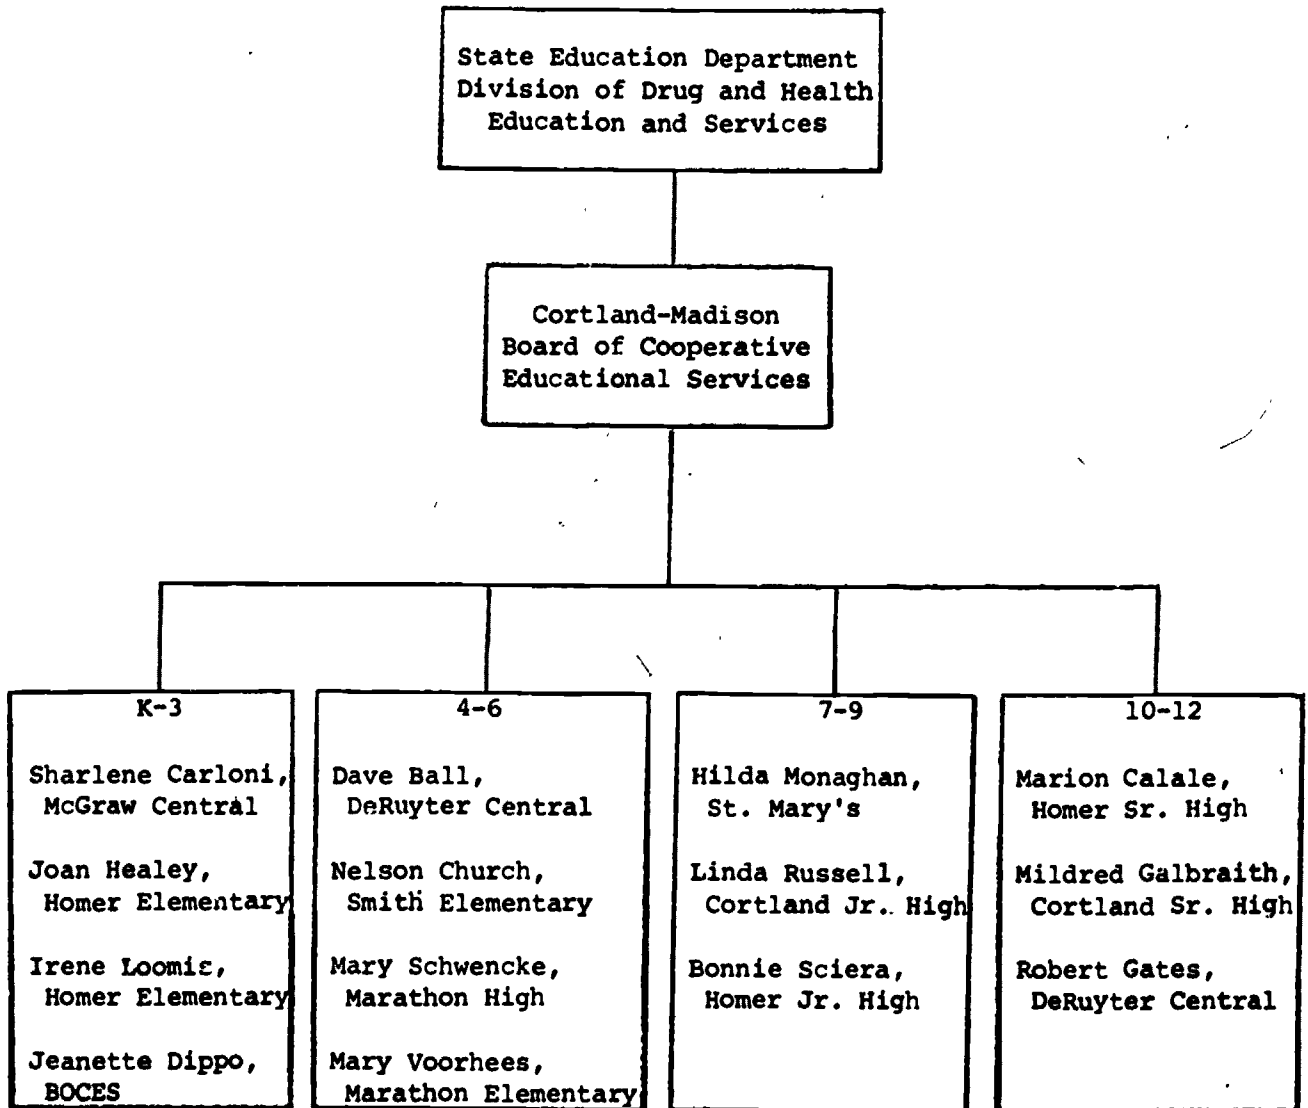 State Education Department
Division of Drug and Health
Education and Services
Cortland-Madison
Board of Cooperative
Educational Services
K-3
Sharlene Carloni,
McGraw Central
Joan Healey,
Homer Elementary
Irene Loomis,
Homer Elementary
Jeanette Dippo,
BOCES
4-6
Dave Ball,
DeRuyter Central
Nelson Church,
Smith Elementary
Mary Schwencke,
Marathon High
Mary Voorhees,
Marathon Elementary
7-9
Hilda Monaghan,
St. Mary's
Linda Russell,
Cortland Jr. High
Bonnie Sciera,
Homer Jr. High
10-12
Marion Calale,
Homer Sr. High
Mildred Galbraith,
Cortland Sr. High
Robert Gates,
DeRuyter Central